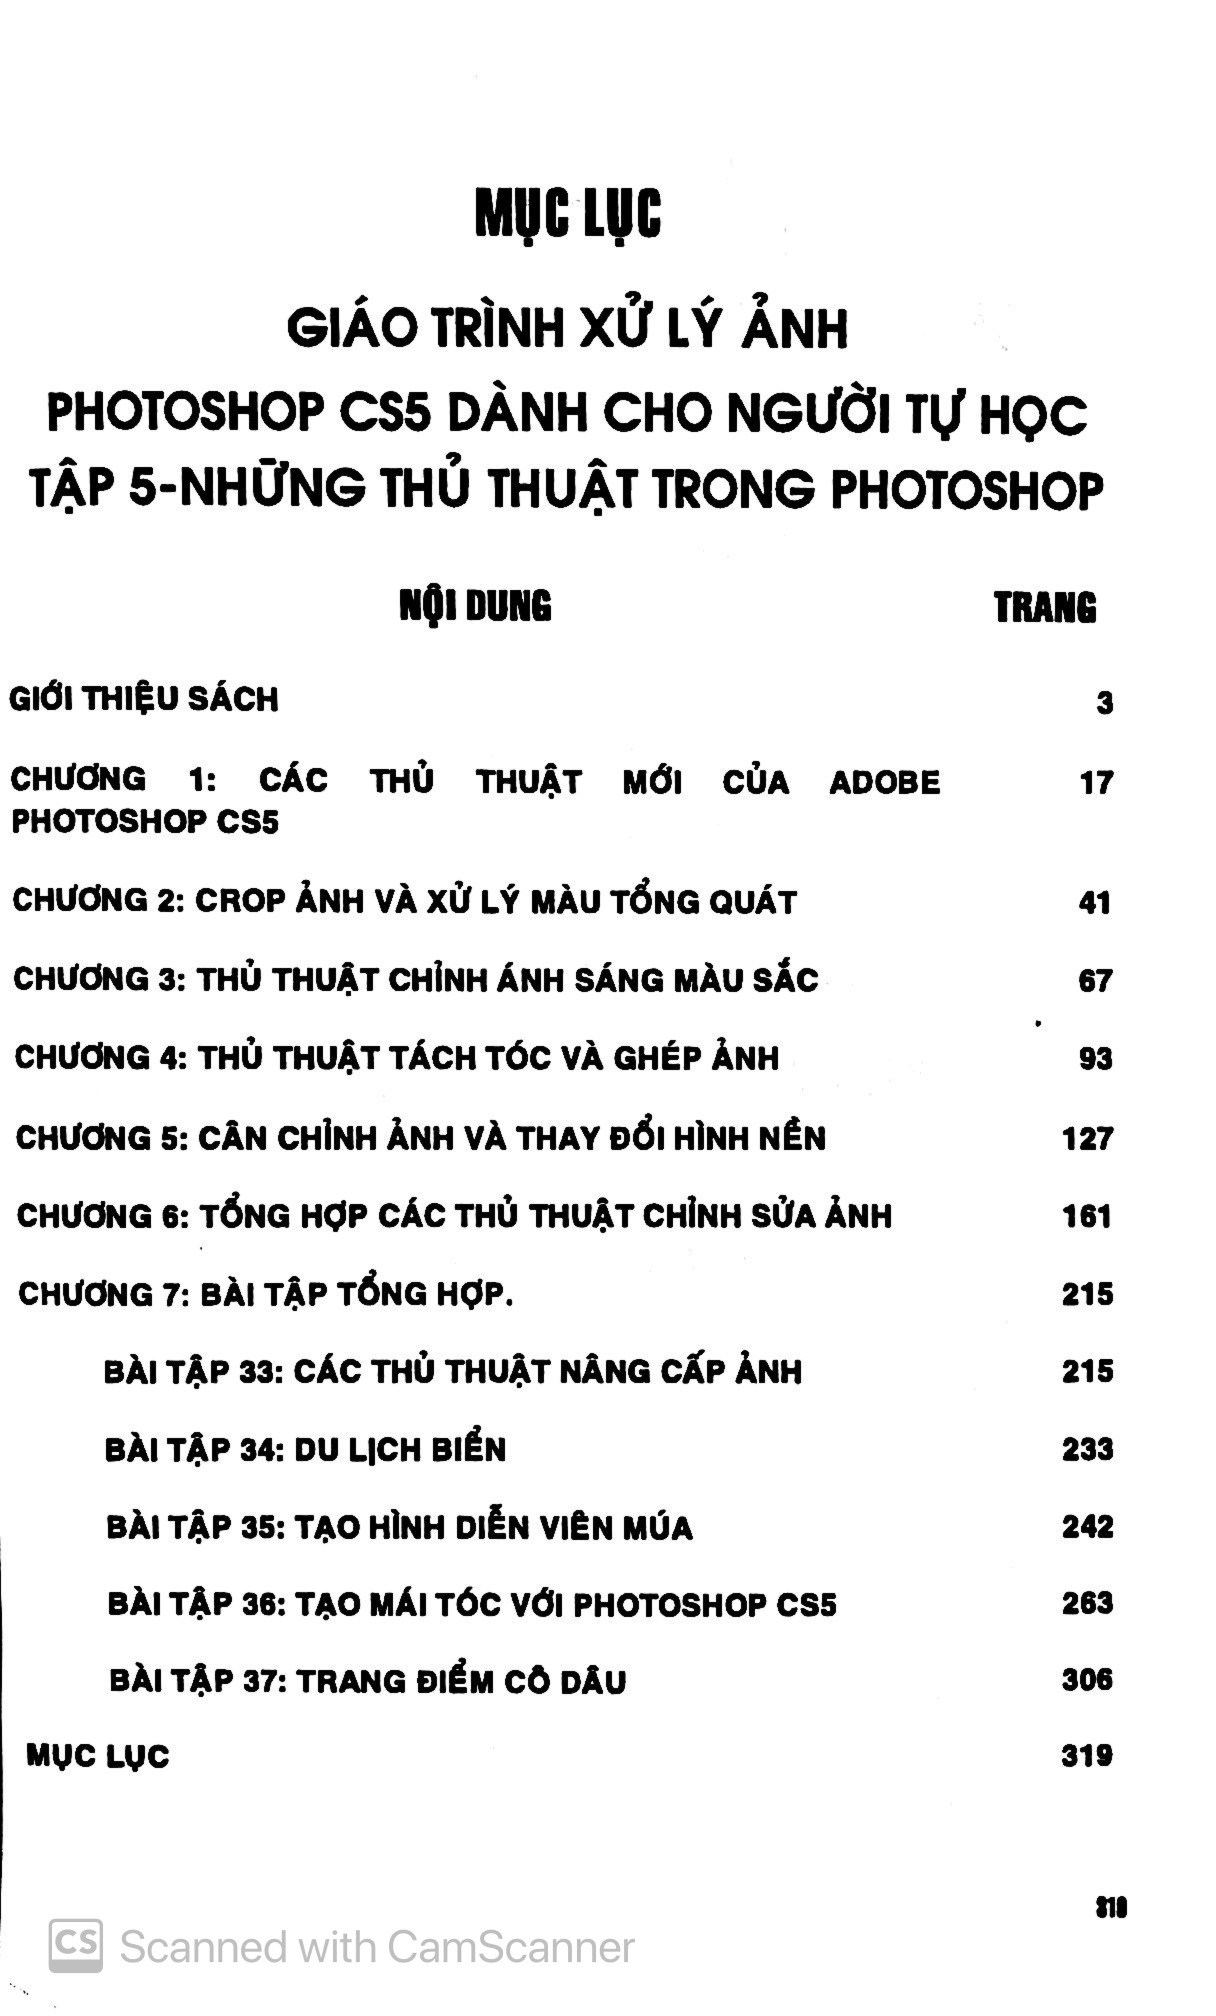 MỤC LỤC
GIÁO TRÌNH XỬ LÝ ẢNH
PHOTOSHOP CS5 DÀNH CHO NGƯỜI TỰ HỌC
TẬP 5-NHỮNG THỦ THUẬT TRONG PHOTOSHOP
NỘI DUNG TRANG
GIỚI THIỆU SÁCH 3
CHƯƠNG 1: CÁC THỦ THUẬT MỚI CỦA ADOBE 17
PHOTOSHOP CS5
CHƯƠNG 2: CROP ẢNH VÀ XỬ LÝ MÀU TỔNG QUÁT 41
CHƯƠNG 3: THỦ THUẬT CHỈNH ÁNH SÁNG MÀU SẮC 67
CHƯƠNG 4: THỦ THUẬT TÁCH TÓC VÀ GHÉP ẢNH 93
CHƯƠNG 5: CÂN CHỈNH ẢNH VÀ THAY ĐỔI HÌNH NỀN 127
CHƯƠNG 6: TỔNG HỢP CÁC THỦ THUẬT CHỈNH SỬA ẢNH 161
CHƯƠNG 7: BÀI TẬP TỔNG HỢP. 215
BÀI TẬP 33: CÁC THỦ THUẬT NÂNG CẤP ẢNH 215
BÀI TẬP 34: DU LỊCH BIỂN 233
BÀI TẬP 35: TẠO HÌNH DIỄN VIÊN MÚA 242
BÀI TẬP 36: TẠO MÁI TÓC VỚI PHOTOSHOP CS5 263
BÀI TẬP 37: TRANG ĐIỂM CÔ DÂU 306
MỤC LỤC 319
CS Scanned with CamScanner